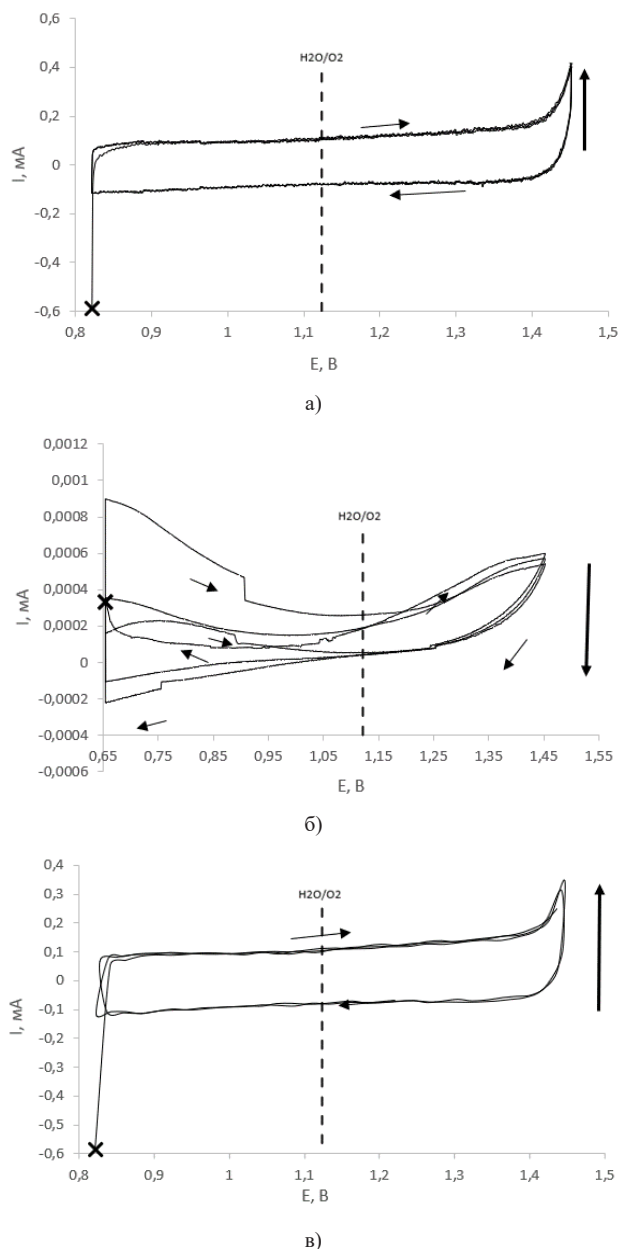 0,6
H2O/O2
0,4
0,2
0
-0,2
-0,4
-0,6
I, мА
0,8 0,9 1 1,1 1,2 1,3 1,4 1,5
E, В
а)
0,0012
0,001
H2O/O2
0,0008
0,0006
0,0004
0,0002
0
-0,0002
-0,0004
-0,0006
I, мА
0,65 0,75 0,85 0,95 1,05 1,15 1,25 1,35 1,45 1,55
E, В
б)
0,4
H2O/O2
0,3
0,2
0,1
0
-0,1
-0,2
-0,3
-0,4
-0,5
-0,6
I, мА
0,8 0,9 1 1,1 1,2 1,3 1,4 1,5
E, В
в)